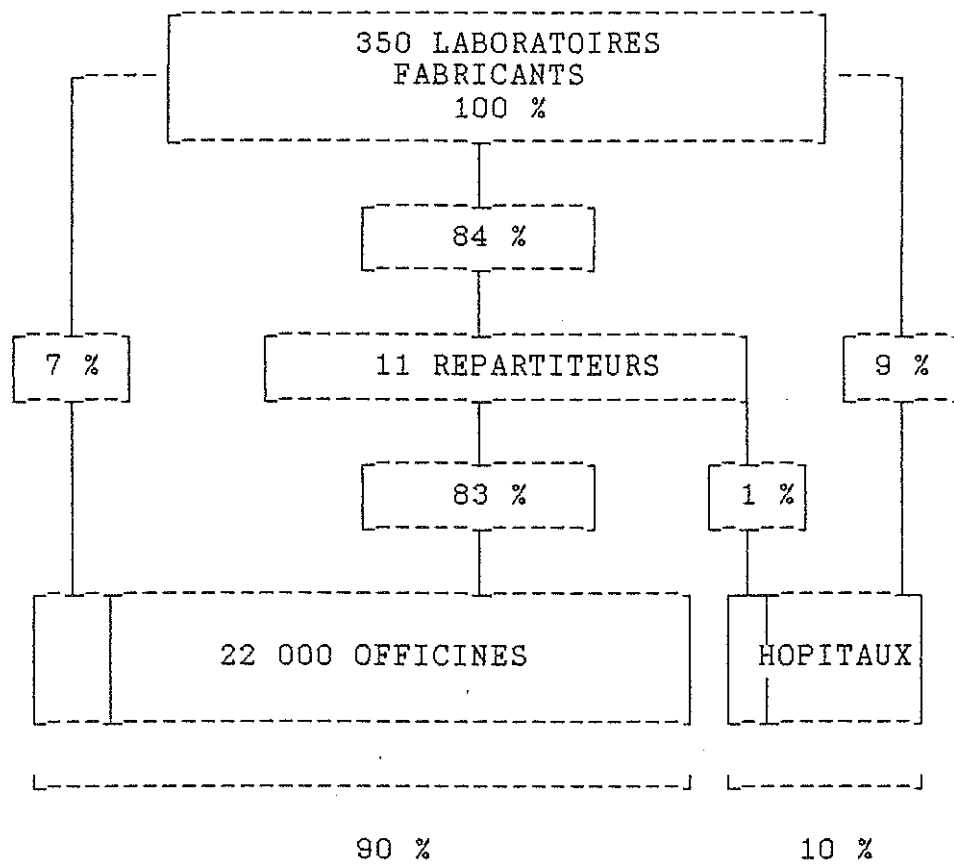 350 LABORATOIRES
FABRICANTS
100 %
84 %
7 %
11 REPARTITEURS
9 %
83 %
1 %
22 000 OFFICINES
HOPITAUX
90 %
10 %